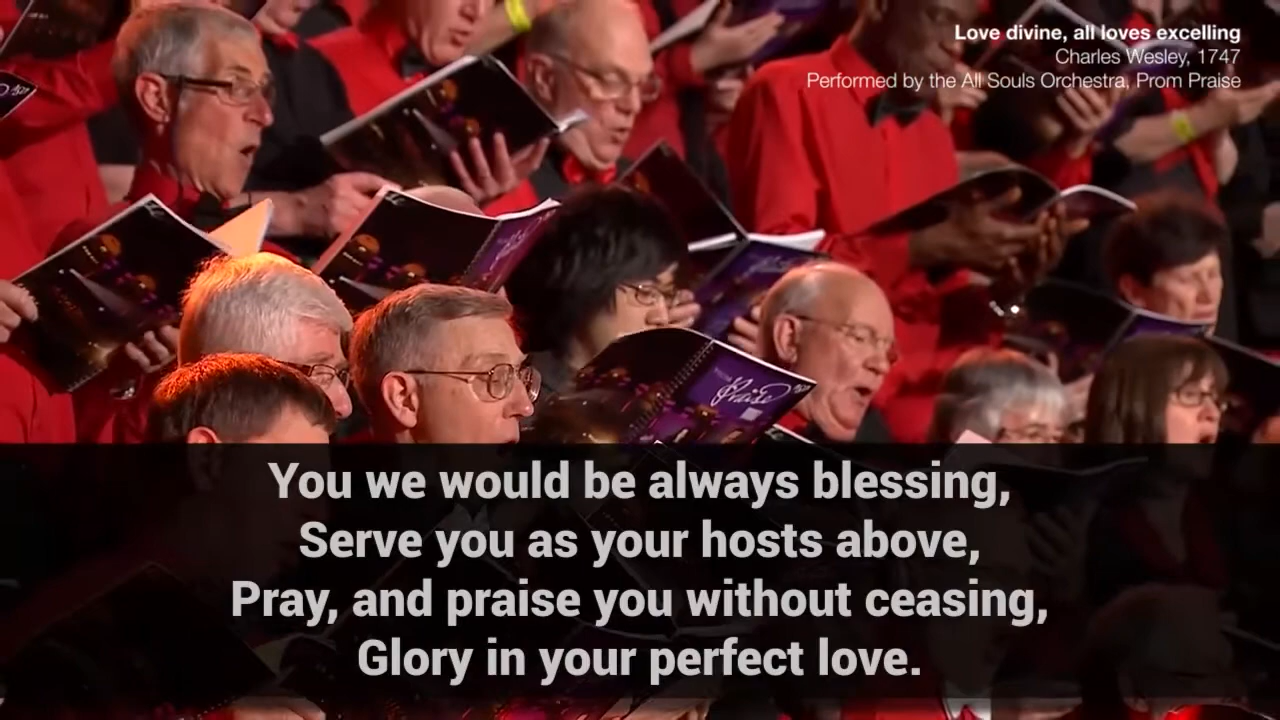 Love divine, all loves excelling
Charles Wesley, 1747
Performed by the All Souls Orchestra, Prom Praise
Praise
You we would be always blessing,
Serve you as your hosts above,
Pray, and praise you without ceasing,
Glory in your perfect love.